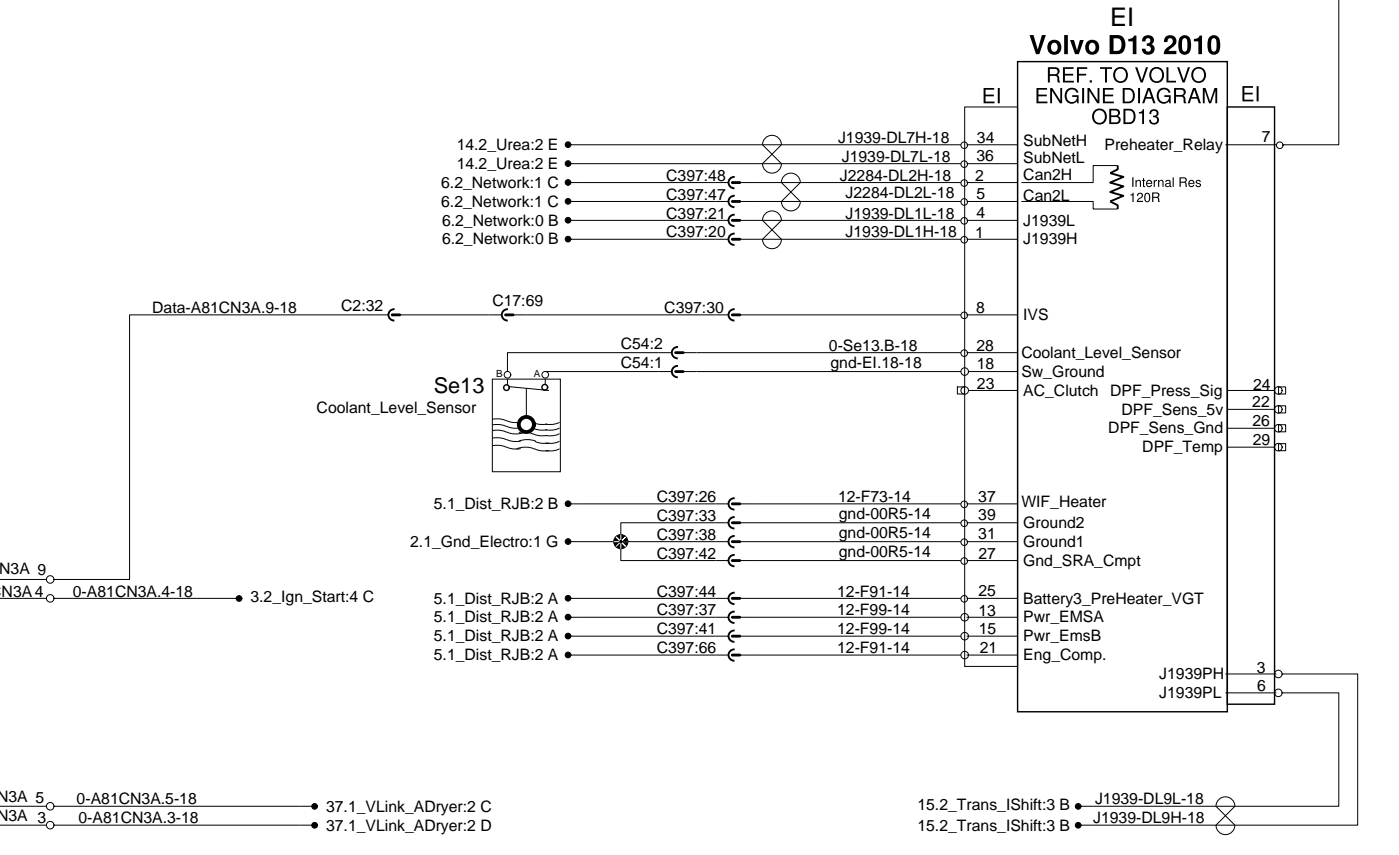 EI
Volvo D13 2010
REF. TO VOLVO
ENGINE DIAGRAM
OBD13
EI
EI
14.2_Urea:2 E J1939-DL7H-18 34 SubNetH Preheater_Relay 7
14.2_Urea:2 E J1939-DL7L-18 36 SubNetL
6.2_Network:1 C C397:48 J2284-DL2H-18 2 Can2H
Internal Res
120R
6.2_Network:1 C C397:47 J2284-DL2L-18 5 Can2L
6.2_Network:0 B C397:21 J1939-DL1L-18 4 J1939L
6.2_Network:0 B C397:20 J1939-DL1H-18 1 J1939H
Data-A81CN3A.9-18 C2:32 C17:69 C397:30 8 IVS
C54:2 0-Se13.B-18 28 Coolant_Level_Sensor
C54:1 gnd-EI.18-18 18 Sw_Ground
B A
Se13
Coolant_Level_Sensor
23 AC_Clutch DPF_Press_Sig 24
DPF_Sens_5v 22
DPF_Sens_Gnd 26
DPF_Temp 29
5.1_Dist_RJB:2 B C397:26 12-F73-14 37 WIF_Heater
C397:33 gnd-00R5-14 39 Ground2
2.1_Gnd_Electro:1 G C397:38 gnd-00R5-14 31 Ground1
C397:42 gnd-00R5-14 27 Gnd_SRA_Cmpt
N3A 9
CN3A 4 0-A81CN3A.4-18 3.2_Ign_Start:4 C
5.1_Dist_RJB:2 A C397:44 12-F91-14 25 Battery3_PreHeater_VGT
5.1_Dist_RJB:2 A C397:37 12-F99-14 13 Pwr_EMSA
5.1_Dist_RJB:2 A C397:41 12-F99-14 15 Pwr_EmsB
5.1_Dist_RJB:2 A C397:66 12-F91-14 21 Eng_Comp.
J1939PH 3
J1939PL 6
N3A 5 0-A81CN3A.5-18 37.1_VLink_ADryer:2 C
N3A 3 0-A81CN3A.3-18 37.1_VLink_ADryer:2 D
15.2_Trans_IShift:3 B J1939-DL9L-18
15.2_Trans_IShift:3 B J1939-DL9H-18